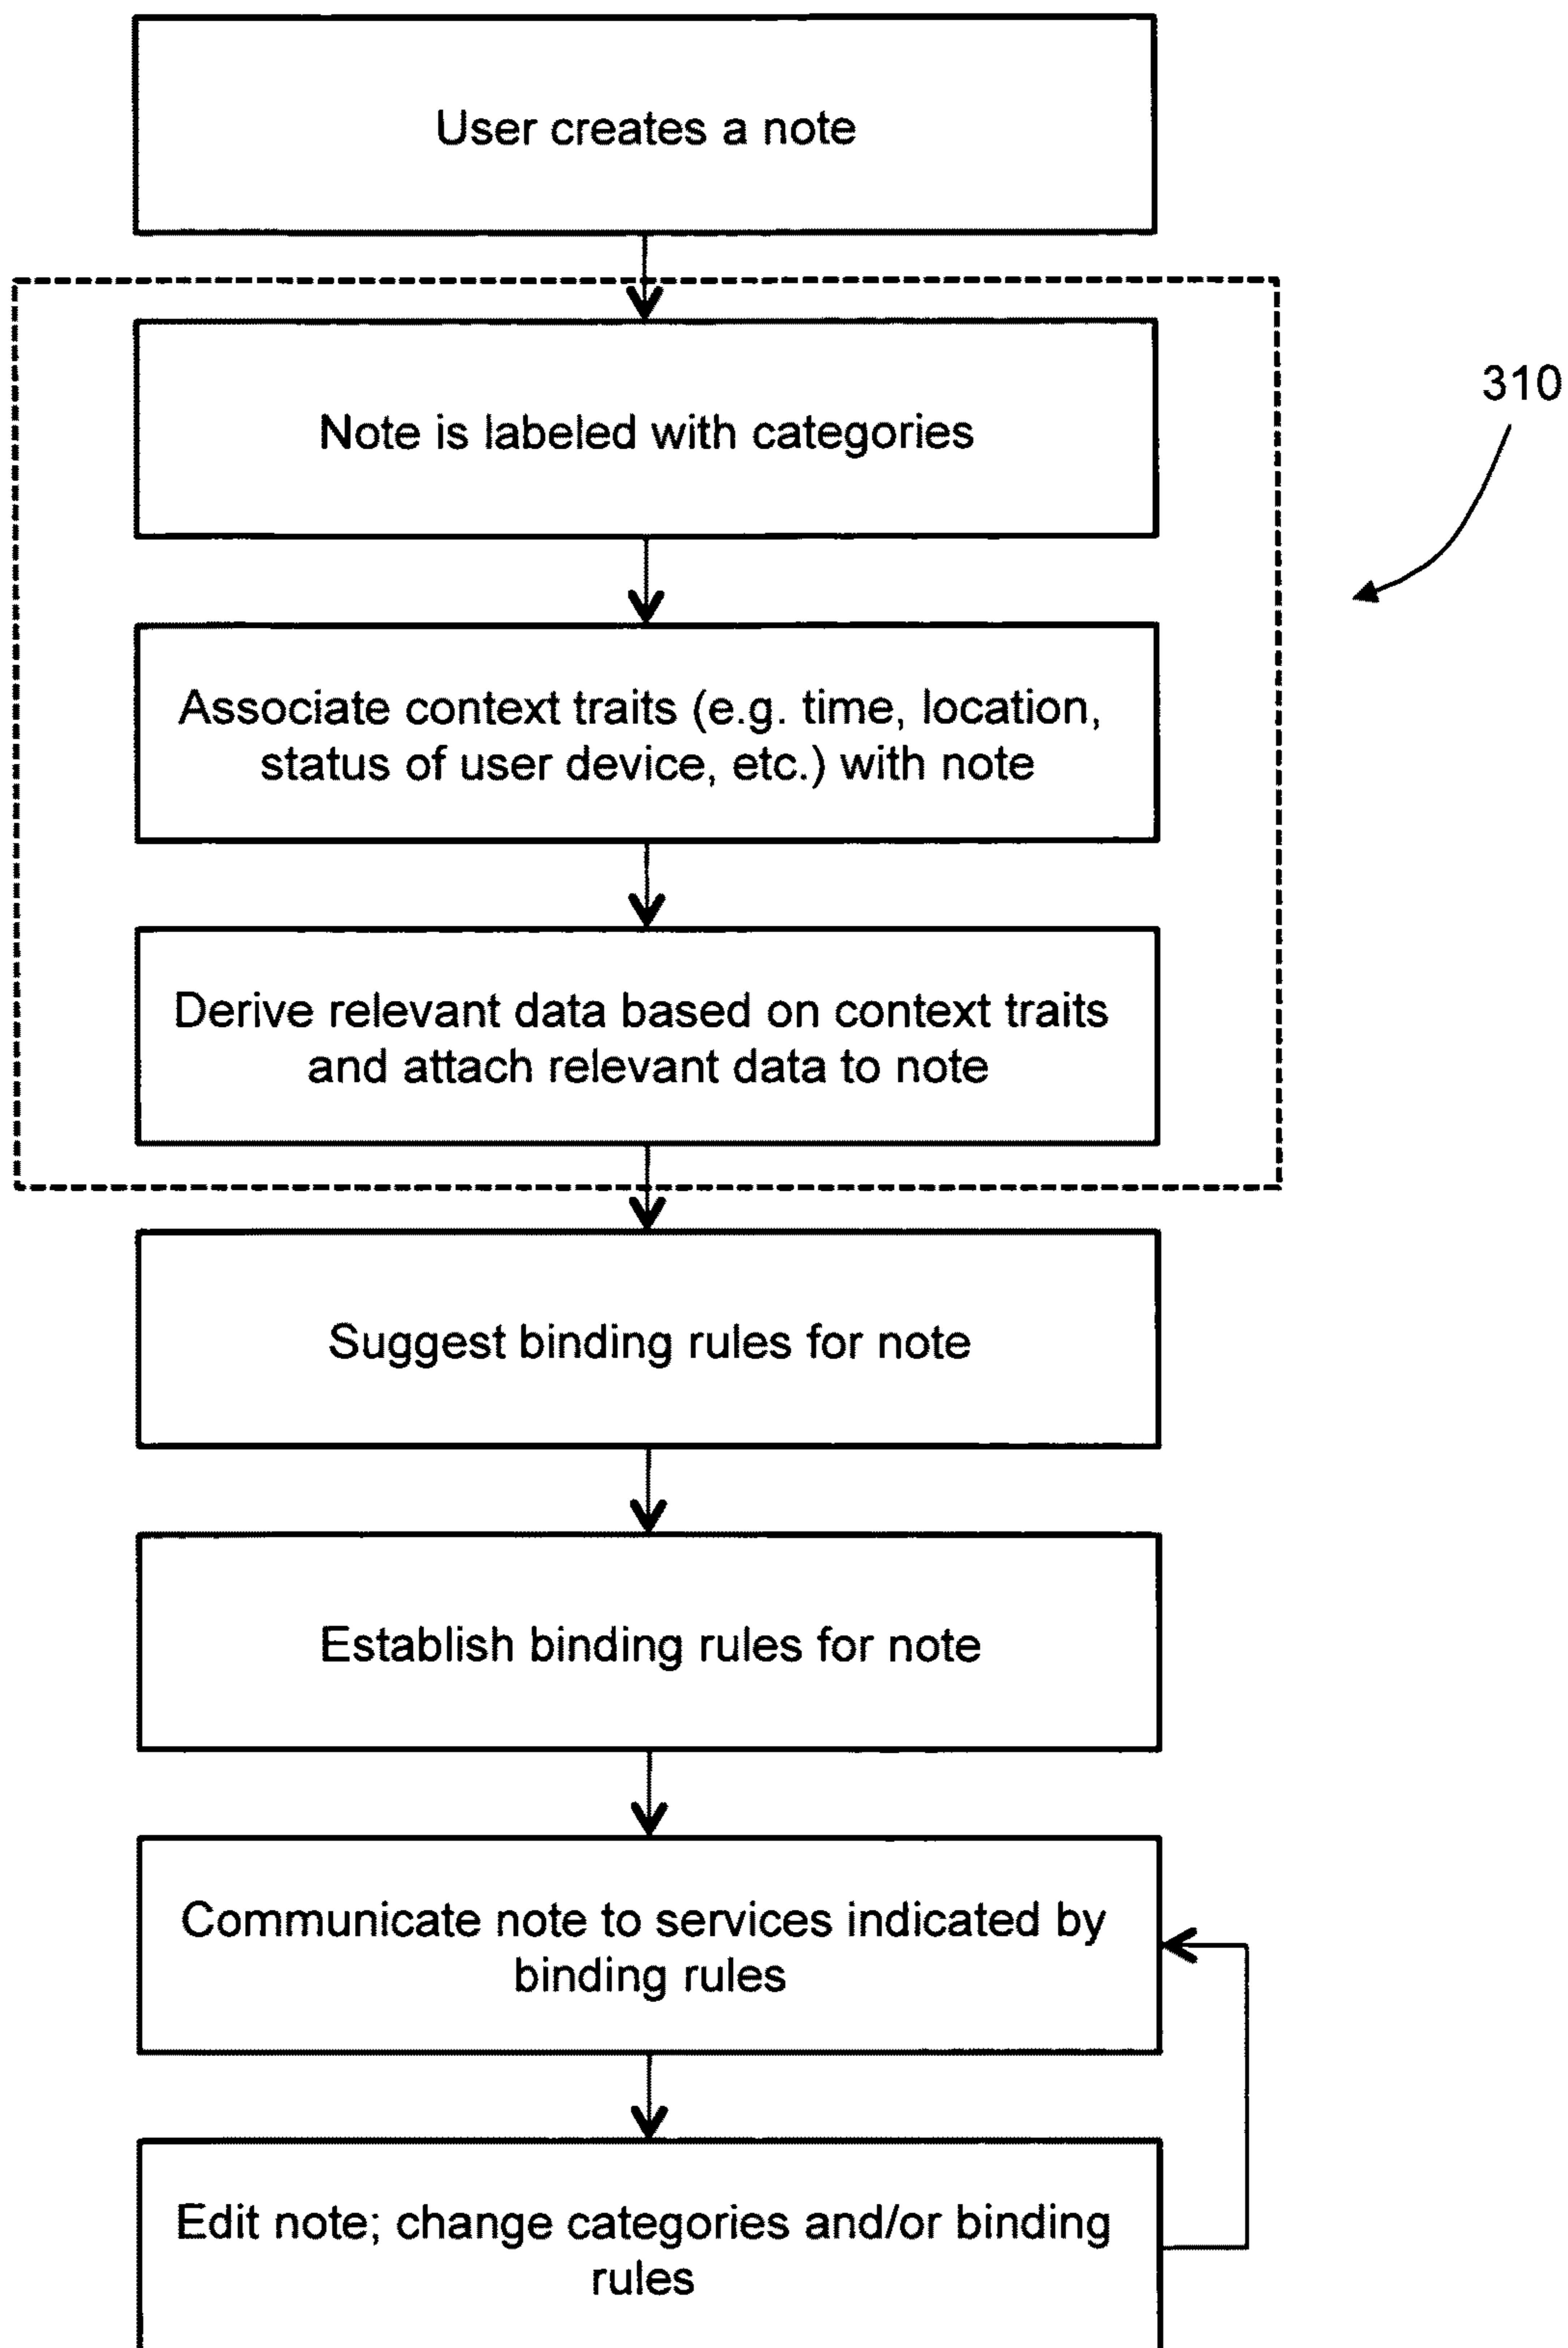 User creates a note
310
Note is labeled with categories
Associate context traits (e.g. time, location,
status of user device, etc.) with note
Derive relevant data based on context traits
and attach relevant data to note
Suggest binding rules for note
Establish binding rules for note
Communicate note to services indicated by
binding rules
Edit note; change categories and/or binding
rules